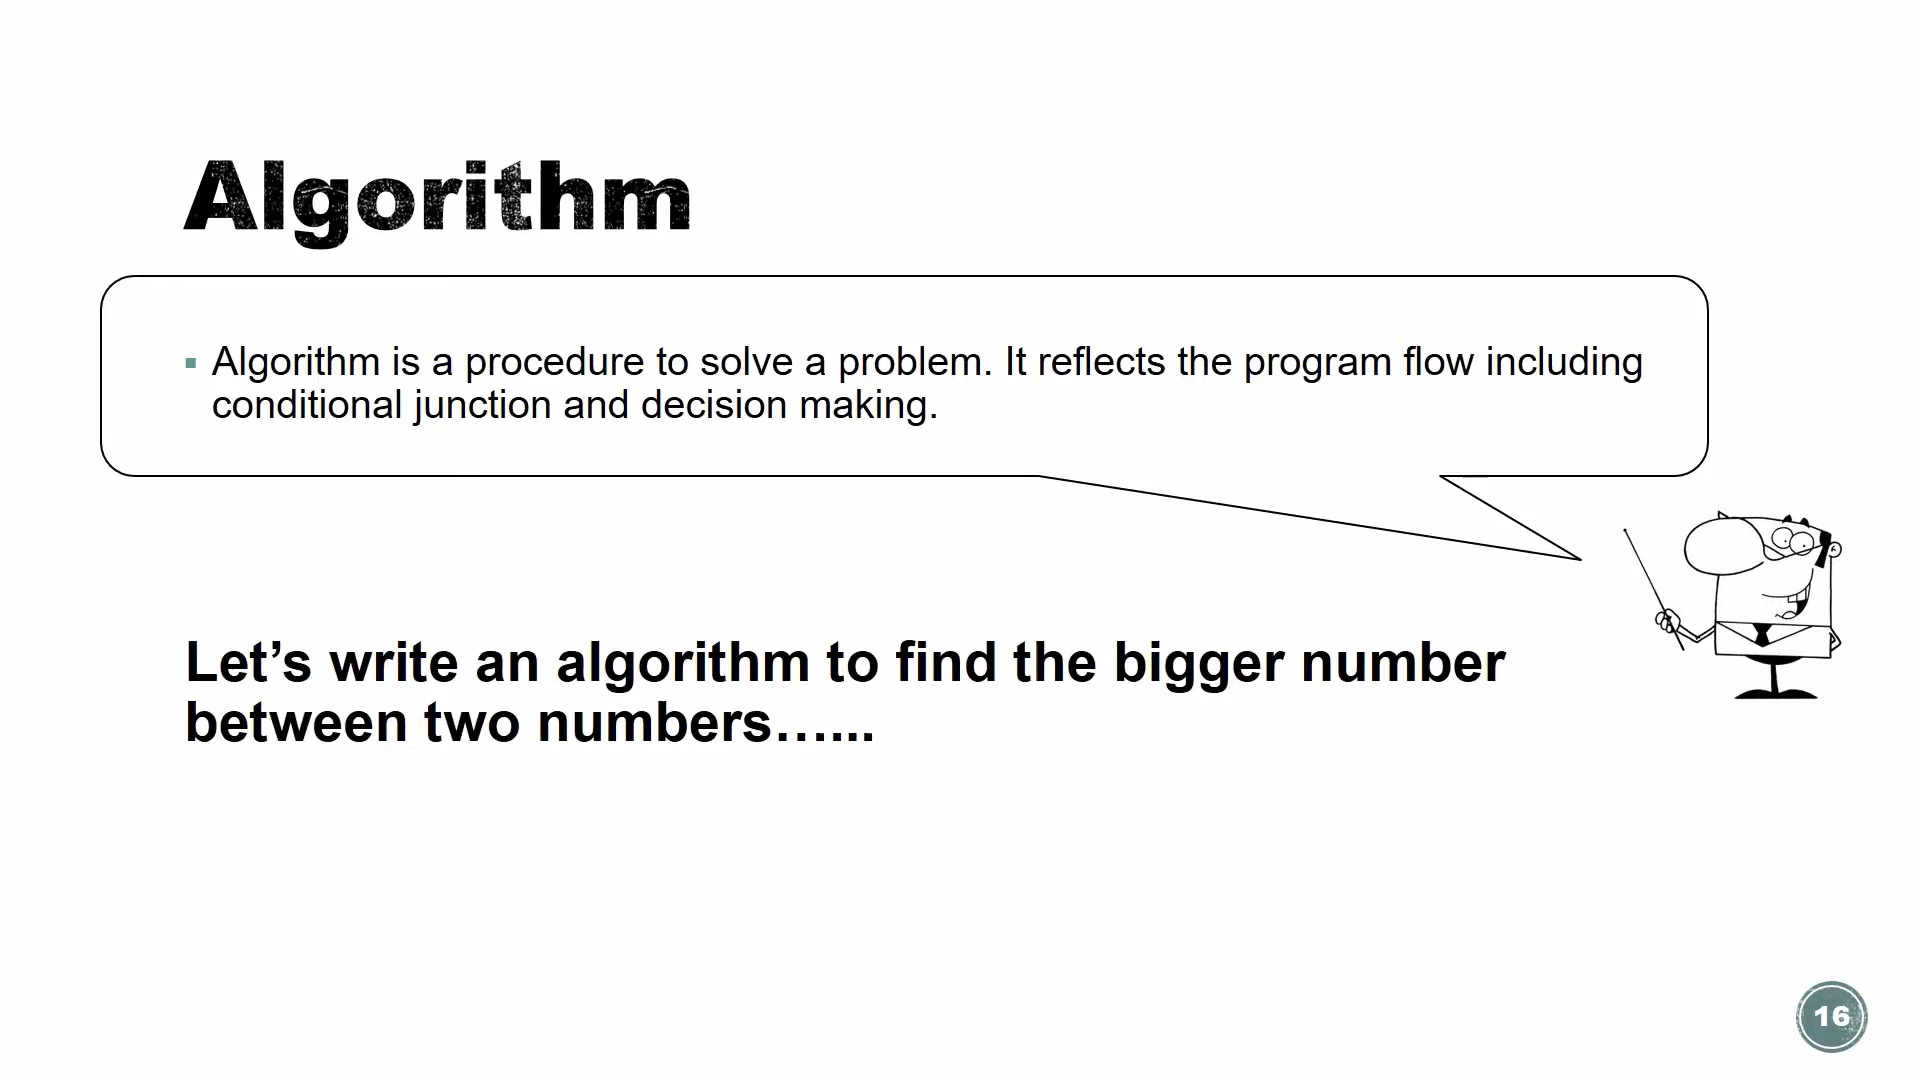 Algorithm
▪ Algorithm is a procedure to solve a problem. It reflects the program flow including
conditional junction and decision making.
Let’s write an algorithm to find the bigger number
between two numbers…...
16